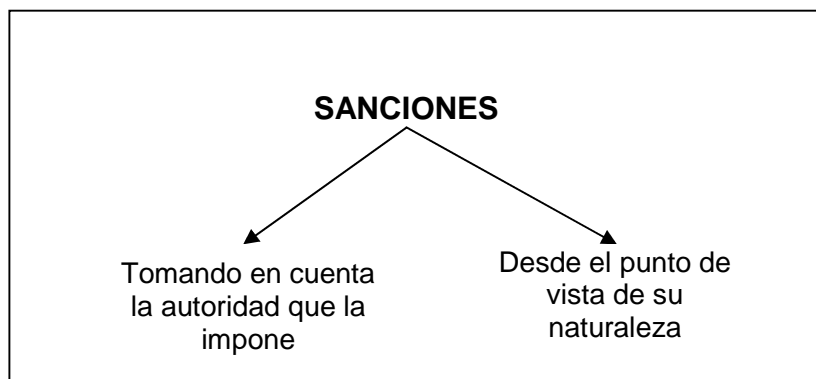 SANCIONES
Tomando en cuenta
la autoridad que la
impone
Desde el punto de
vista de su
naturaleza